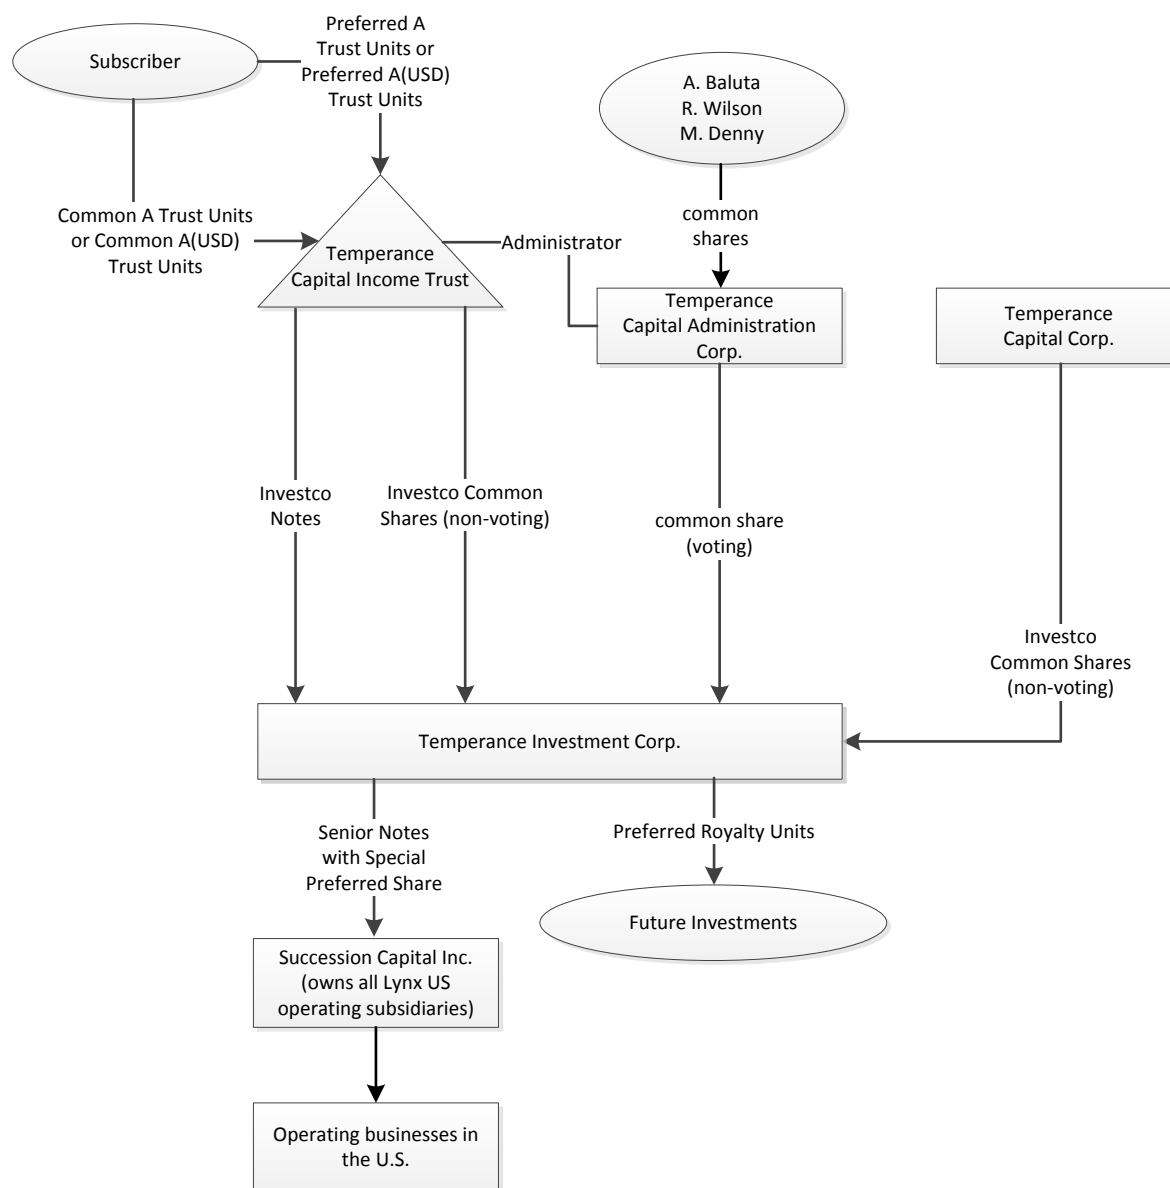 Subscriber
Preferred A
Trust Units or
Preferred A(USD)
Trust Units
A. Baluta
R. Wilson
M. Denny
Common A Trust Units
or Common A(USD)
Trust Units
Temperance
Capital Income Trust
Administrator
common
shares
Temperance
Capital Administration
Corp.
Temperance
Capital Corp.
Investco
Notes
Investco Common
Shares (non-voting)
common share
(voting)
Investco
Common Shares
(non-voting)
Temperance Investment Corp.
Senior Notes
with Special
Preferred Share
Preferred Royalty Units
Future Investments
Succession Capital Inc.
(owns all Lynx US
operating subsidiaries)
Operating businesses in
the U.S.